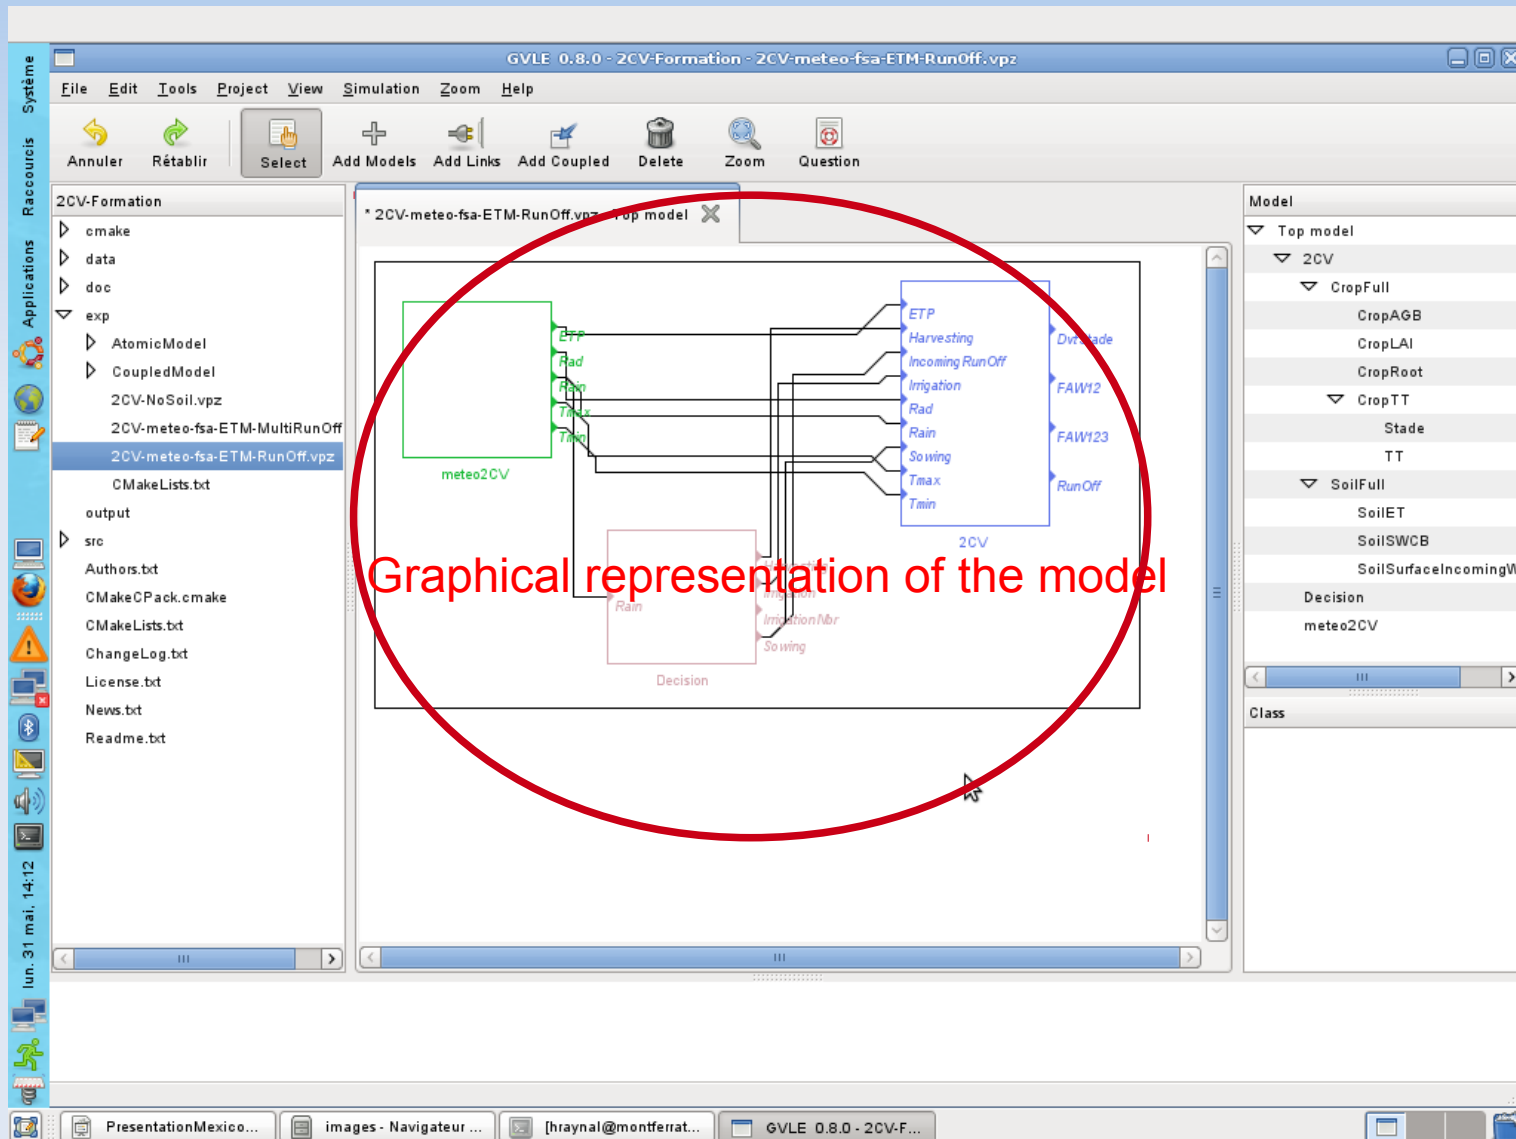 GVLE 0.8.0 - 2CV-Formation - 2CV-meteo-fsa-ETM-RunOff.vpz
File Edit Tools Project View Simulation Zoom Help
Annuler Rétablir Select Add Models Add Links Add Coupled Delete Zoom Question
Système
Raccourcis
Applications
lun. 31 mai, 14:12
2CV-Formation
cmake
data
doc
exp
AtomicModel
CoupledModel
2CV-NoSoil.vpz
2CV-meteo-fsa-ETM-MultiRunOff
2CV-meteo-fsa-ETM-RunOff.vpz
CMakeLists.txt
output
src
Authors.txt
CMakeCPack.cmake
CMakeLists.txt
ChangeLog.txt
License.txt
News.txt
Readme.txt
* 2CV-meteo-fsa-ETM-RunOff.vpz - Top model
ETP
Rad
Rain
Tmax
Tmin
meteo2CV
ETP
Harvesting
Incoming RunOff
Irrigation
Rad
Rain
Sowing
Tmax
Tmin
DvtStade
FAW12
FAW123
RunOff
2CV
Graphical representation of the model
Rain
Irrigation
IrrigationNbr
Sowing
Decision
Model
Top model
2CV
CropFull
CropAGB
CropLAI
CropRoot
CropTT
Stade
TT
SoilFull
SoilET
SoilSWCB
SoilSurfaceIncomingW
Decision
meteo2CV
Class
PresentationMexico... images - Navigateur ... [hraynal@montferrat... GVLE 0.8.0 - 2CV-F...